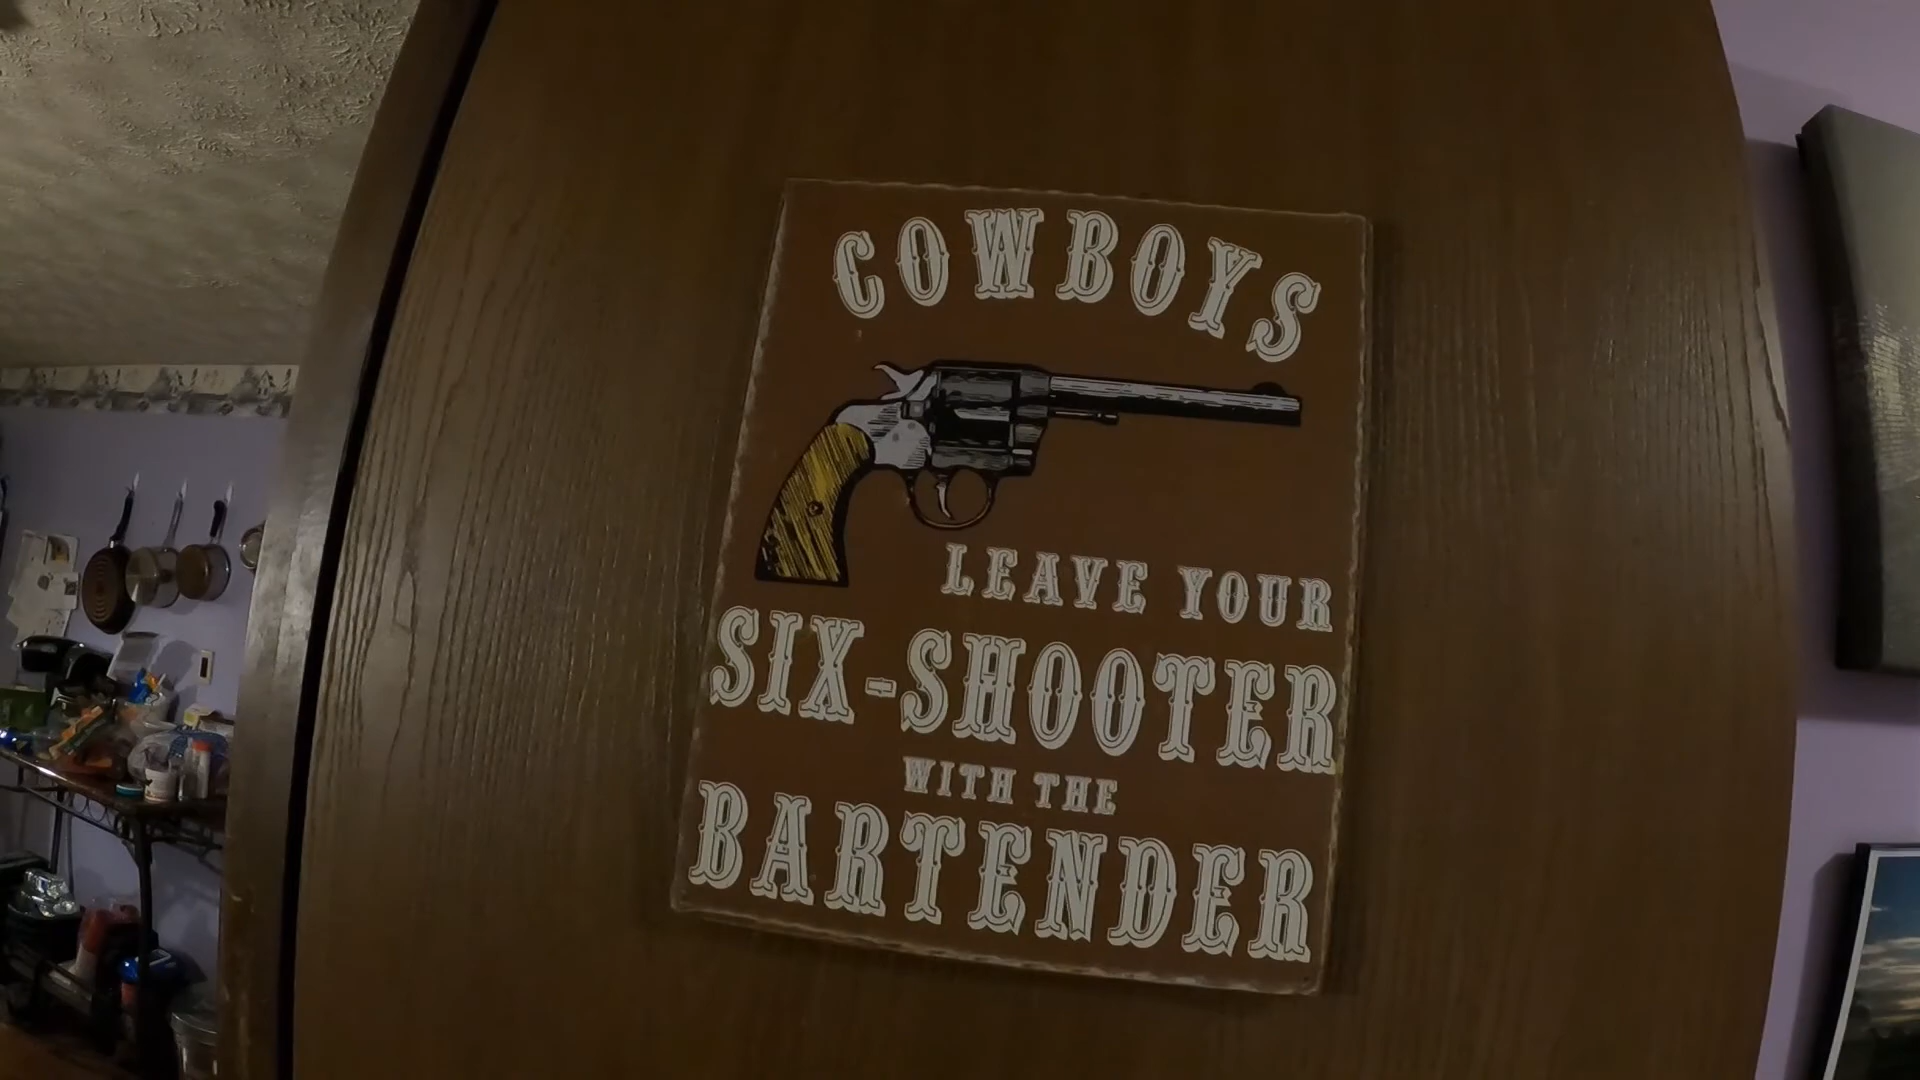 COWBOYS
LEAVE YOUR
SIX-SHOOTER
WITH THE
BARTENDER